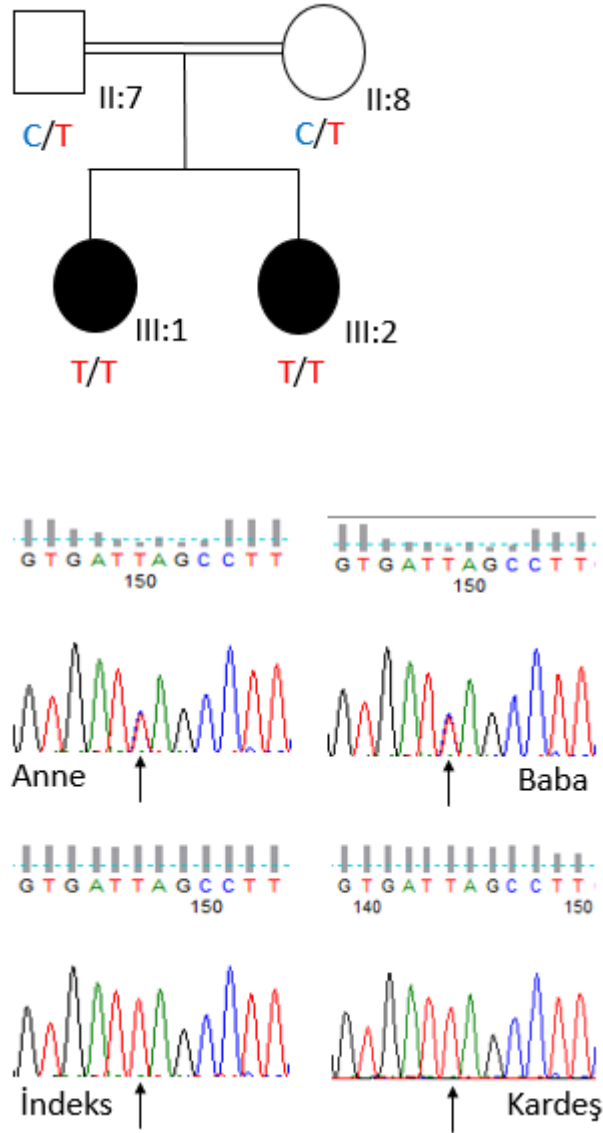 II:7 II:8
C/T C/T
III:1 III:2
T/T T/T
G T G A T T A G C C T T
150
G T G A T T A G C C T T
150
Anne
Baba
G T G A T T A G C C T T
150
G T G A T T A G C C T T
140 150
İndeks
Kardeş